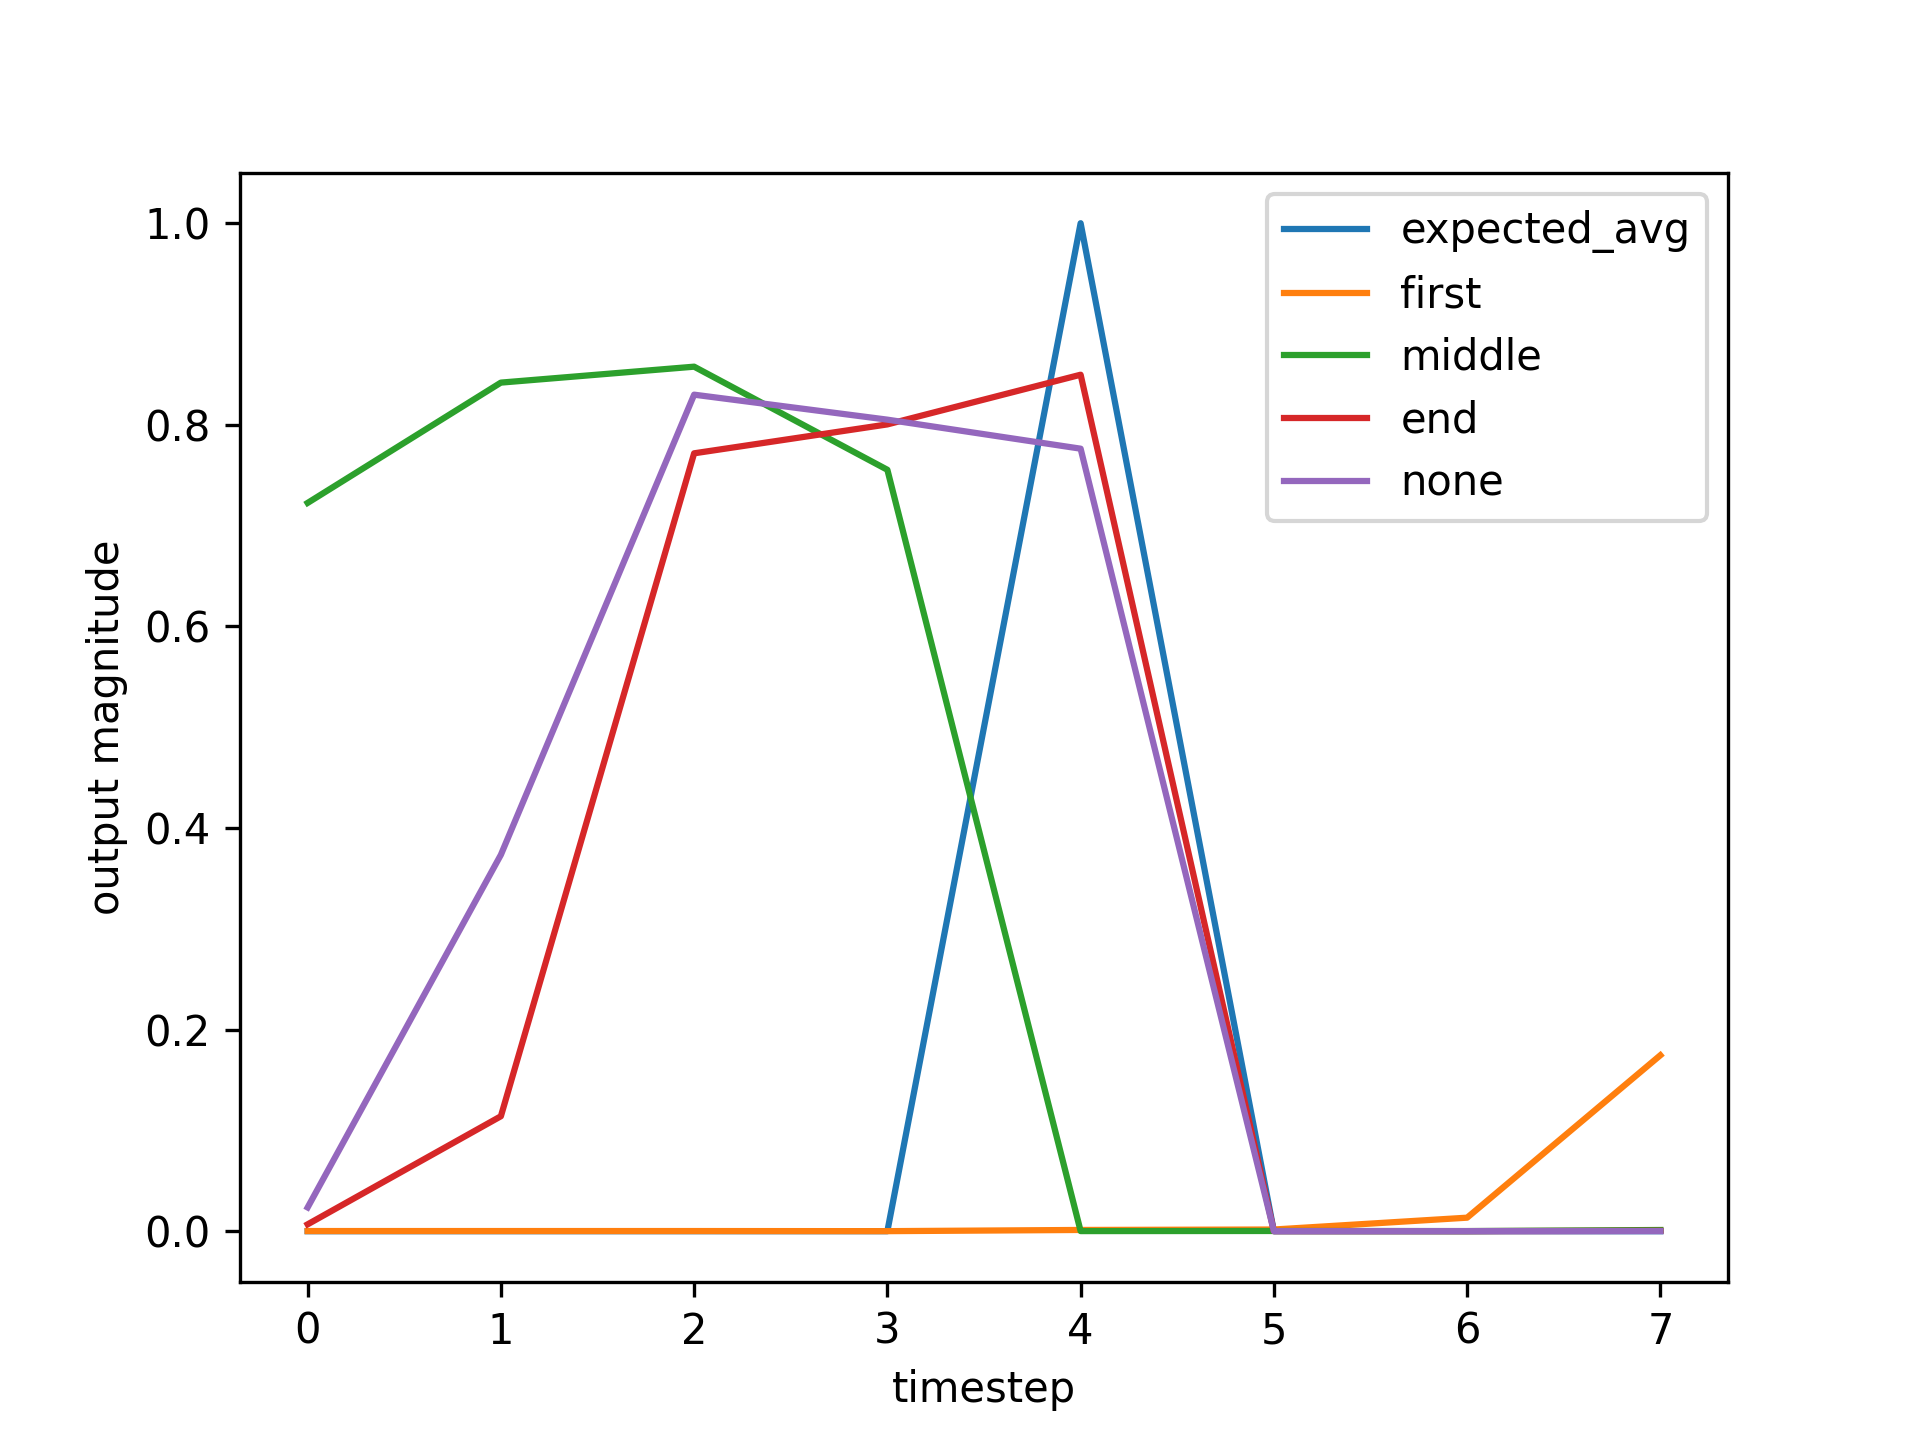 1.0
0.8
0.6
0.4
0.2
0.0
output magnitude
expected_avg
first
middle
end
none
0 1 2 3 4 5 6 7
timestep